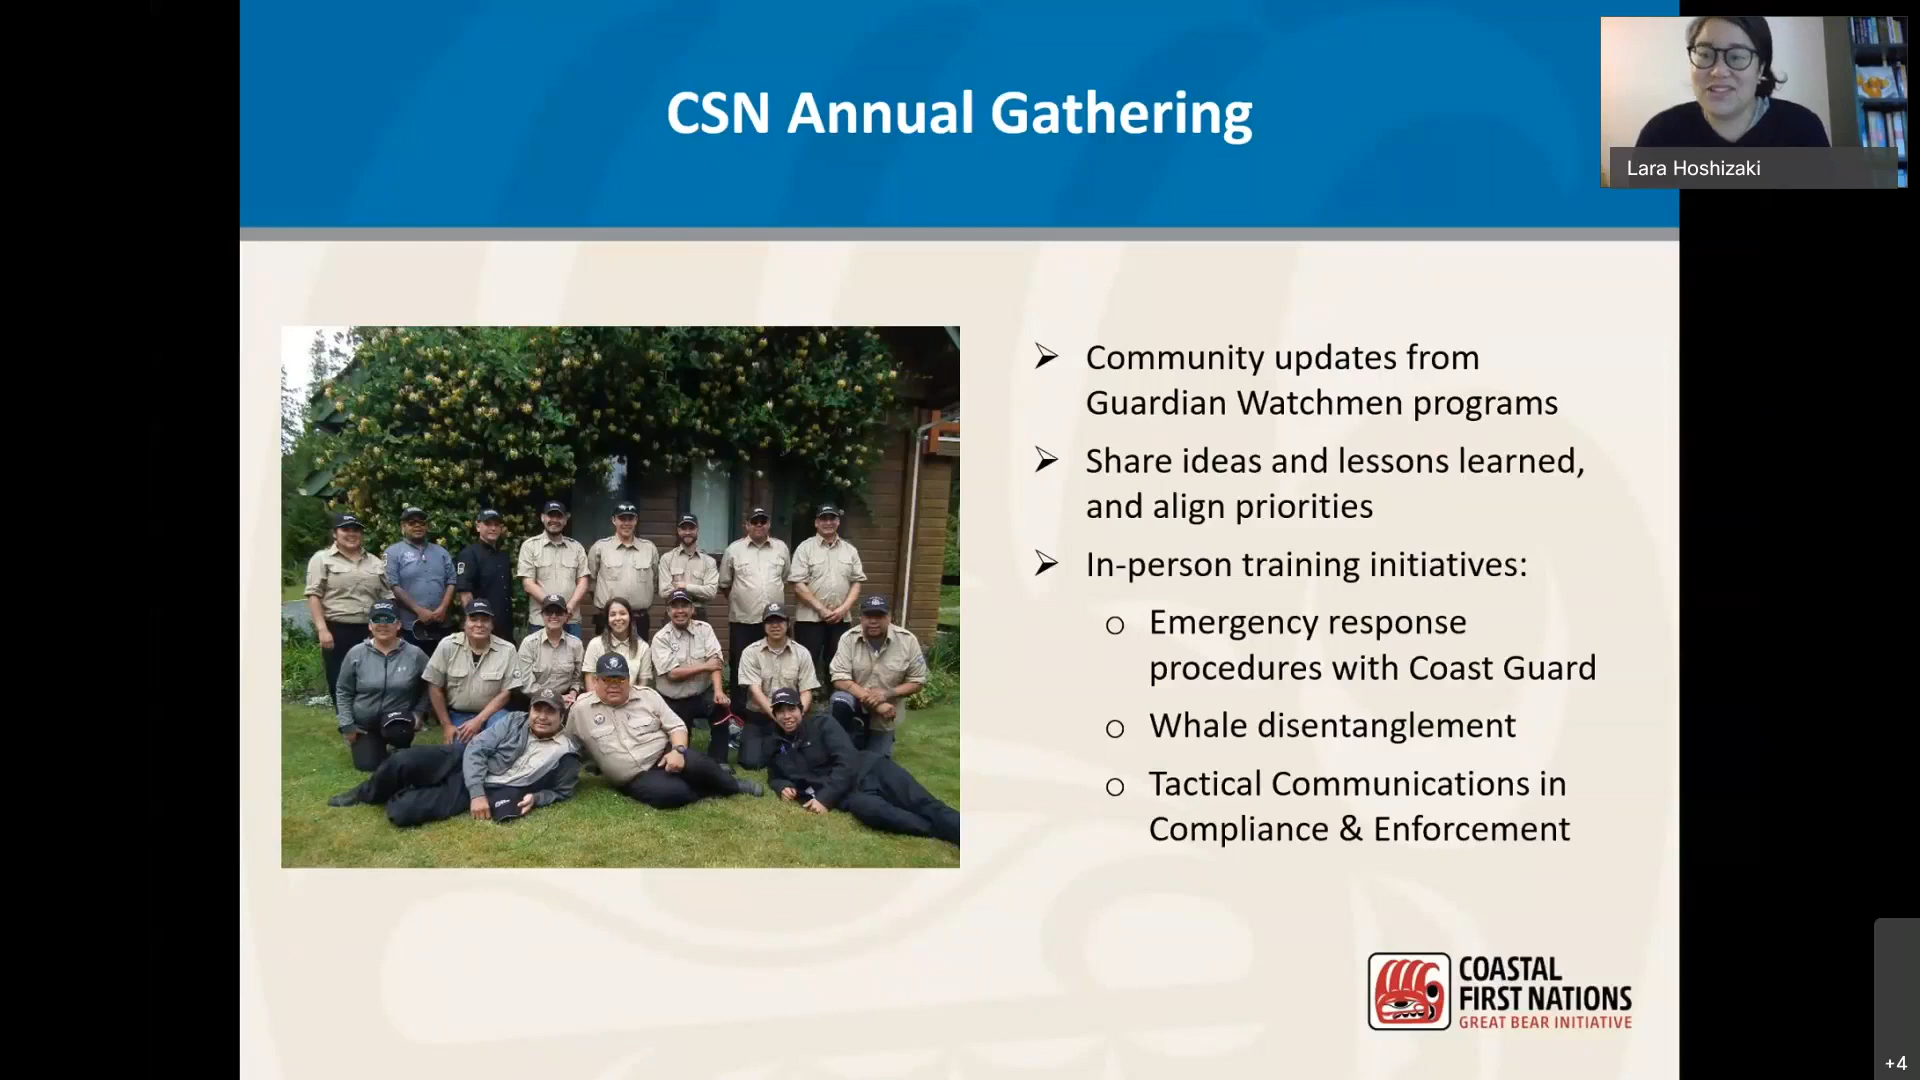 CSN Annual Gathering
Lara Hoshizaki
Community updates from
Guardian Watchmen programs
Share ideas and lessons learned,
and align priorities
In-person training initiatives:
Emergency response
procedures with Coast Guard
Whale disentanglement
Tactical Communications in
Compliance & Enforcement
COASTAL
FIRST NATIONS
GREAT BEAR INITIATIVE
+4